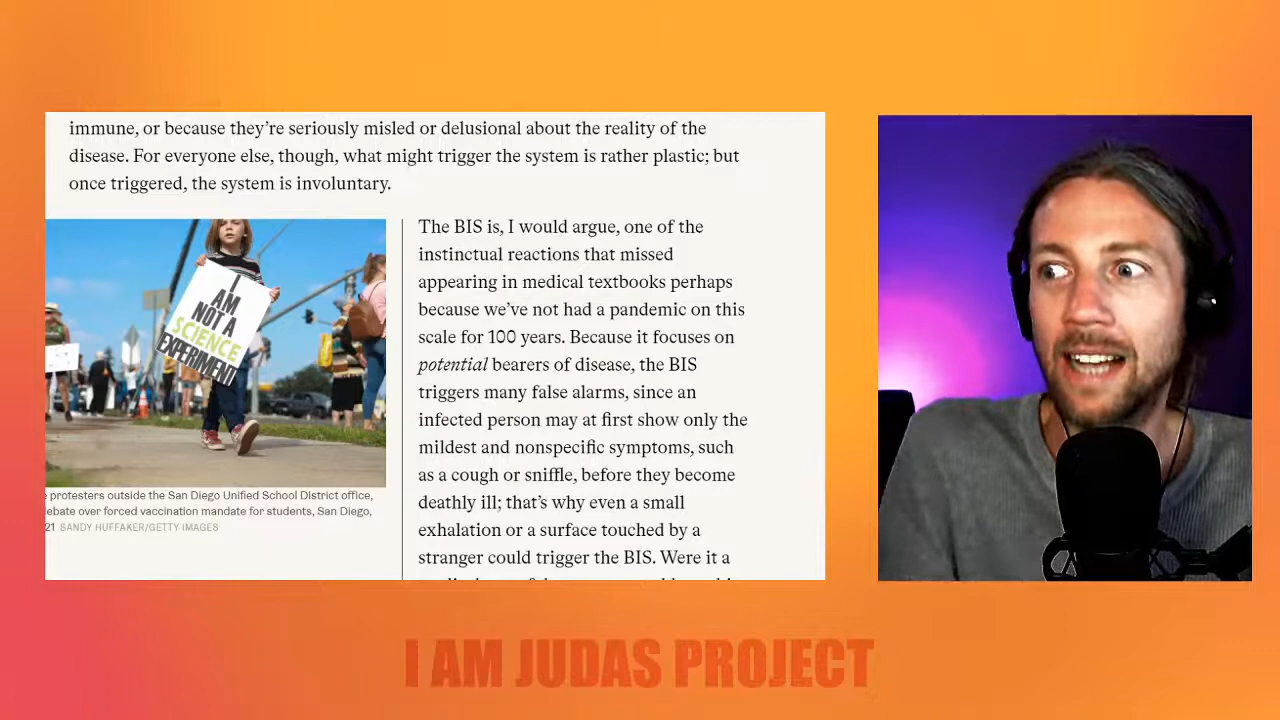 immune, or because they’re seriously misled or delusional about the reality of the
disease. For everyone else, though, what might trigger the system is rather plastic; but
once triggered, the system is involuntary.
I
AM
NOT A
SCIENCE
EXPERIMENT
protesters outside the San Diego Unified School District office,
ebate over forced vaccination mandate for students, San Diego,
21 SANDY HUFFAKER/GETTY IMAGES
The BIS is, I would argue, one of the
instinctual reactions that missed
appearing in medical textbooks perhaps
because we’ve not had a pandemic on this
scale for 100 years. Because it focuses on
potential bearers of disease, the BIS
triggers many false alarms, since an
infected person may at first show only the
mildest and nonspecific symptoms, such
as a cough or sniffle, before they become
deathly ill; that’s why even a small
exhalation or a surface touched by a
stranger could trigger the BIS. Were it a
I AM JUDAS PROJECT